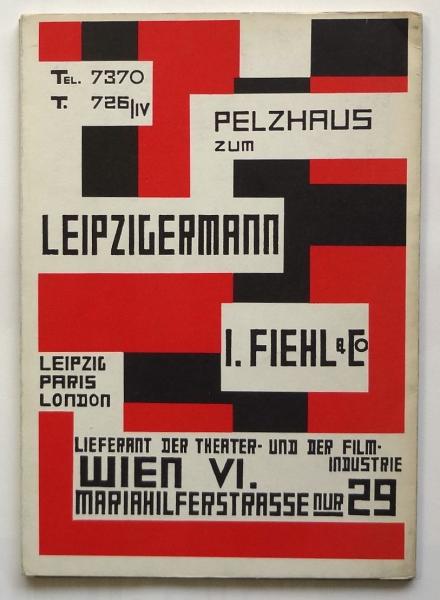 TEL. 7370
T. 726/IV
PELZHAUS
ZUM
LEIPZIGERMANN
I. FIEHL & CO
LEIPZIG
PARIS
LONDON
LIEFERANT DER THEATER- UND DER FILM-
INDUSTRIE
WIEN VI.
MARIAHILFERSTRASSE NUR 29